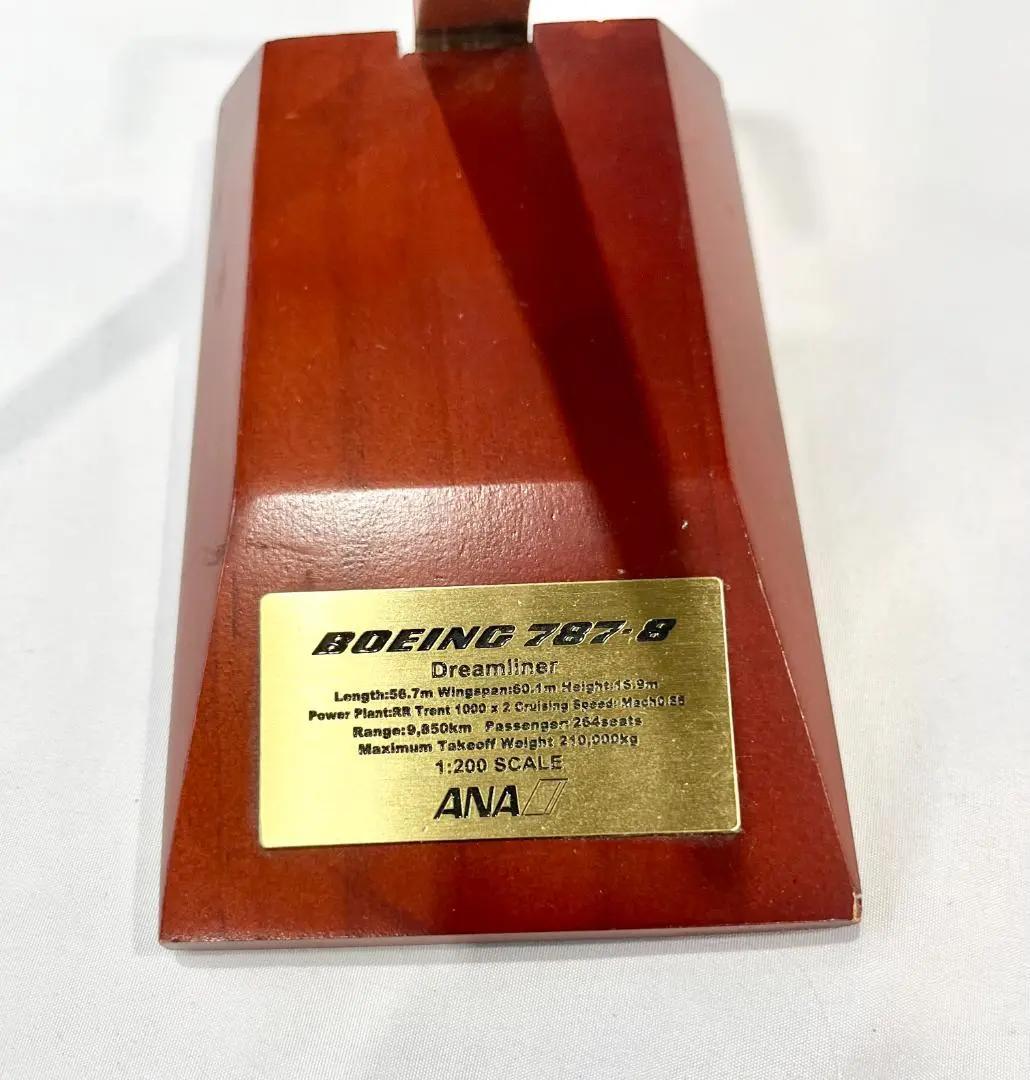 BOEING 787-8
Dreamliner
Length:56.7m Wingspan:60.1m Height:16.9m
Power Plant:RR Trent 1000 x 2 Cruising Speed: Mach0.85
Range:9,850km Passenger:264seats
Maximum Takeoff Weight 210,000kg
1:200 SCALE
ANA